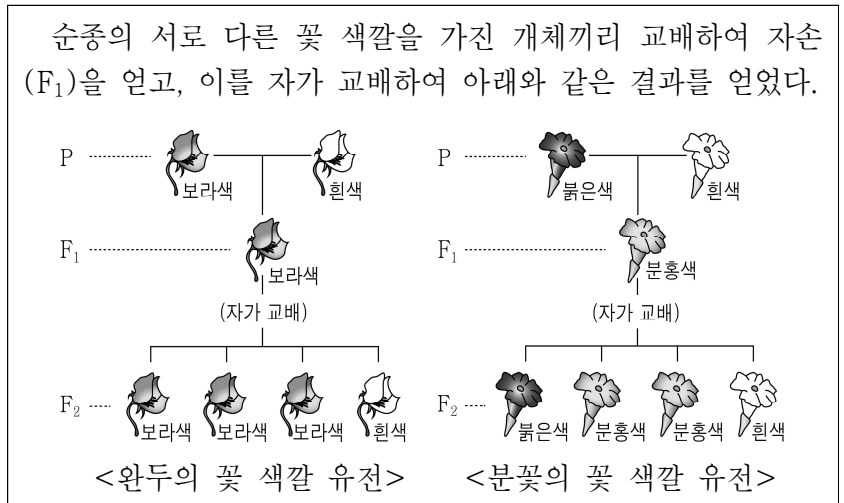 순종의 서로 다른 꽃 색깔을 가진 개체끼리 교배하여 자손
(F₁)을 얻고, 이를 자가 교배하여 아래와 같은 결과를 얻었다.
P 보라색 흰색
F₁ 보라색
(자가 교배)
F₂ 보라색 보라색 보라색 흰색
<완두의 꽃 색깔 유전>
P 붉은색 흰색
F₁ 분홍색
(자가 교배)
F₂ 붉은색 분홍색 분홍색 흰색
<분꽃의 꽃 색깔 유전>